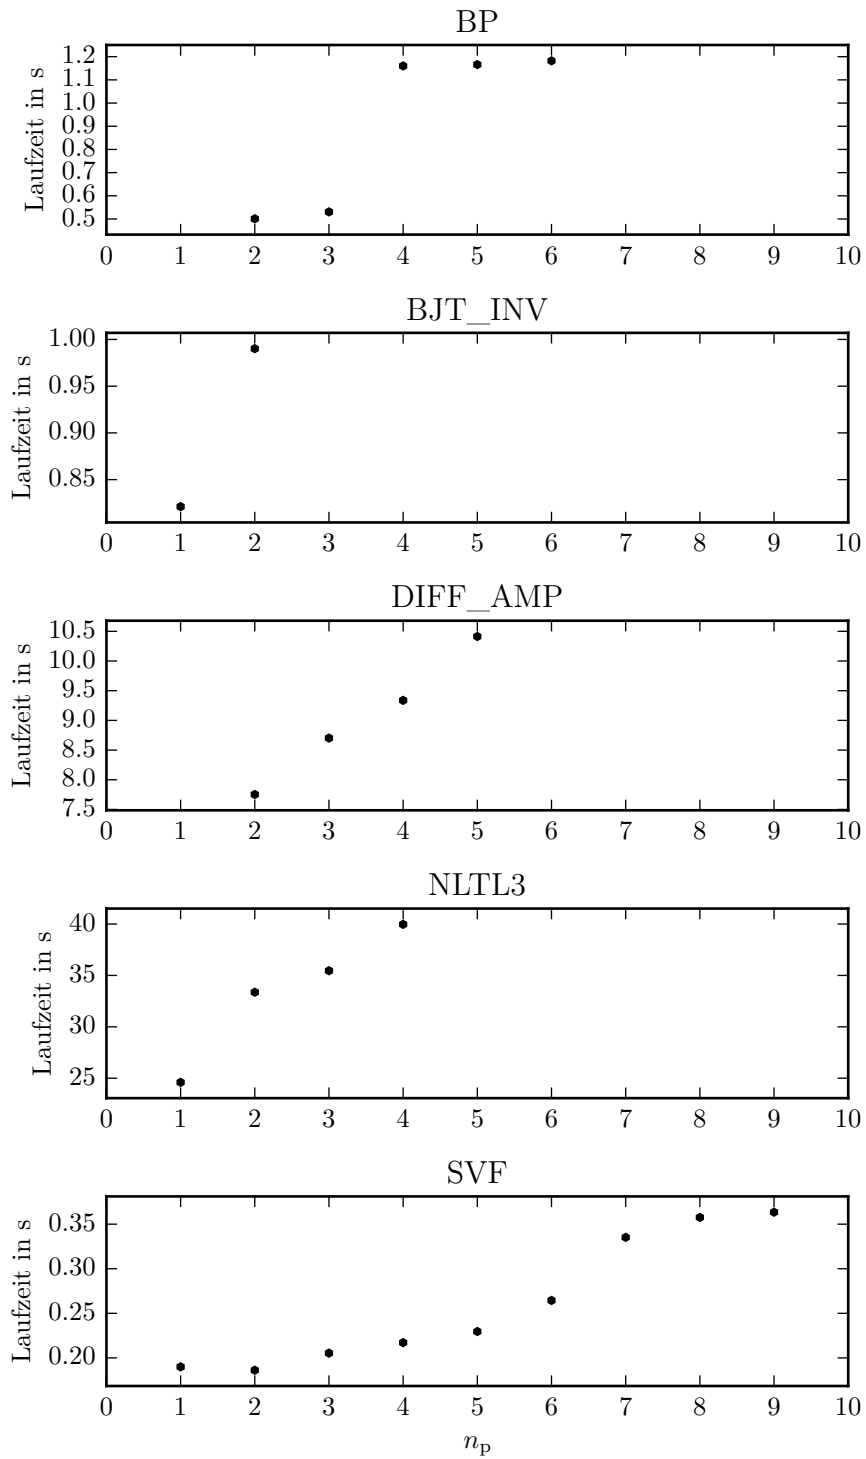 BP
Laufzeit in s
1.2
1.1
1.0
0.9
0.8
0.7
0.6
0.5
0 1 2 3 4 5 6 7 8 9 10
BJT_INV
Laufzeit in s
1.00
0.95
0.90
0.85
0 1 2 3 4 5 6 7 8 9 10
DIFF_AMP
Laufzeit in s
10.5
10.0
9.5
9.0
8.5
8.0
7.5
0 1 2 3 4 5 6 7 8 9 10
NLTL3
Laufzeit in s
40
35
30
25
0 1 2 3 4 5 6 7 8 9 10
SVF
Laufzeit in s
0.35
0.30
0.25
0.20
0 1 2 3 4 5 6 7 8 9 10
n_p